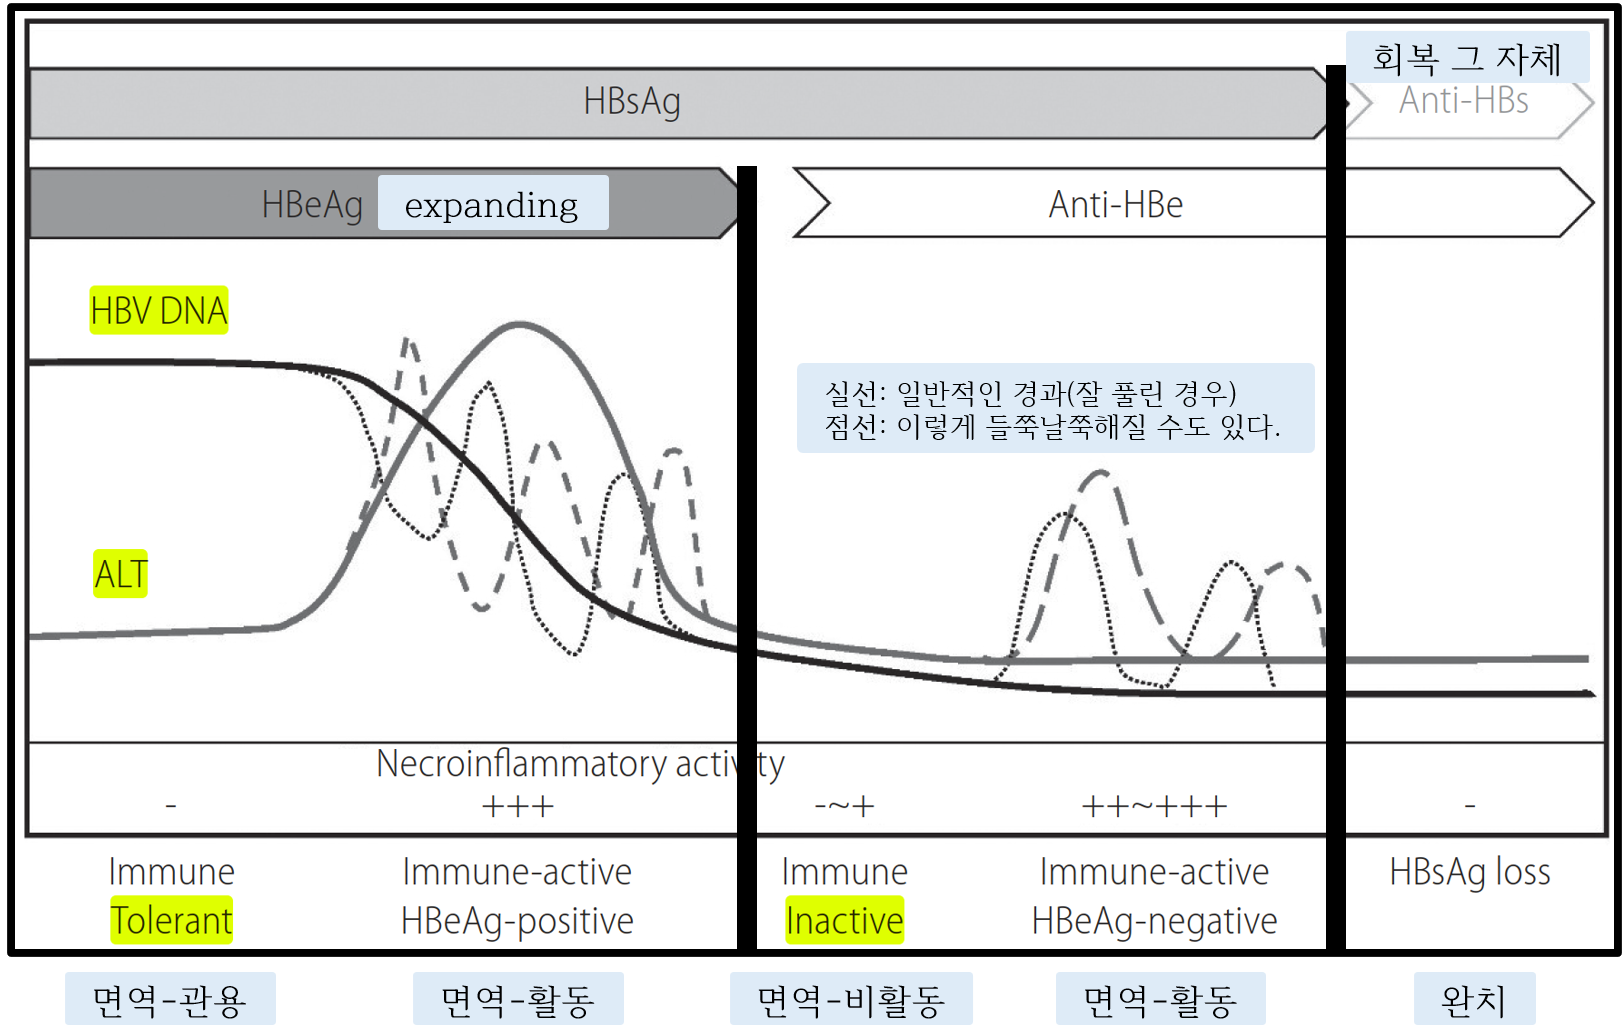 회복 그 자체
HBsAg
Anti-HBs
HBeAg
expanding
Anti-HBe
HBV DNA
실선: 일반적인 경과(잘 풀린 경우)
점선: 이렇게 들쭉날쭉해질 수도 있다.
ALT
Necroinflammatory activity
- +++ -~+ ++~+++ -
Immune
Tolerant
Immune-active
HBeAg-positive
Immune
Inactive
Immune-active
HBeAg-negative
HBsAg loss
면역-관용
면역-활동
면역-비활동
면역-활동
완치